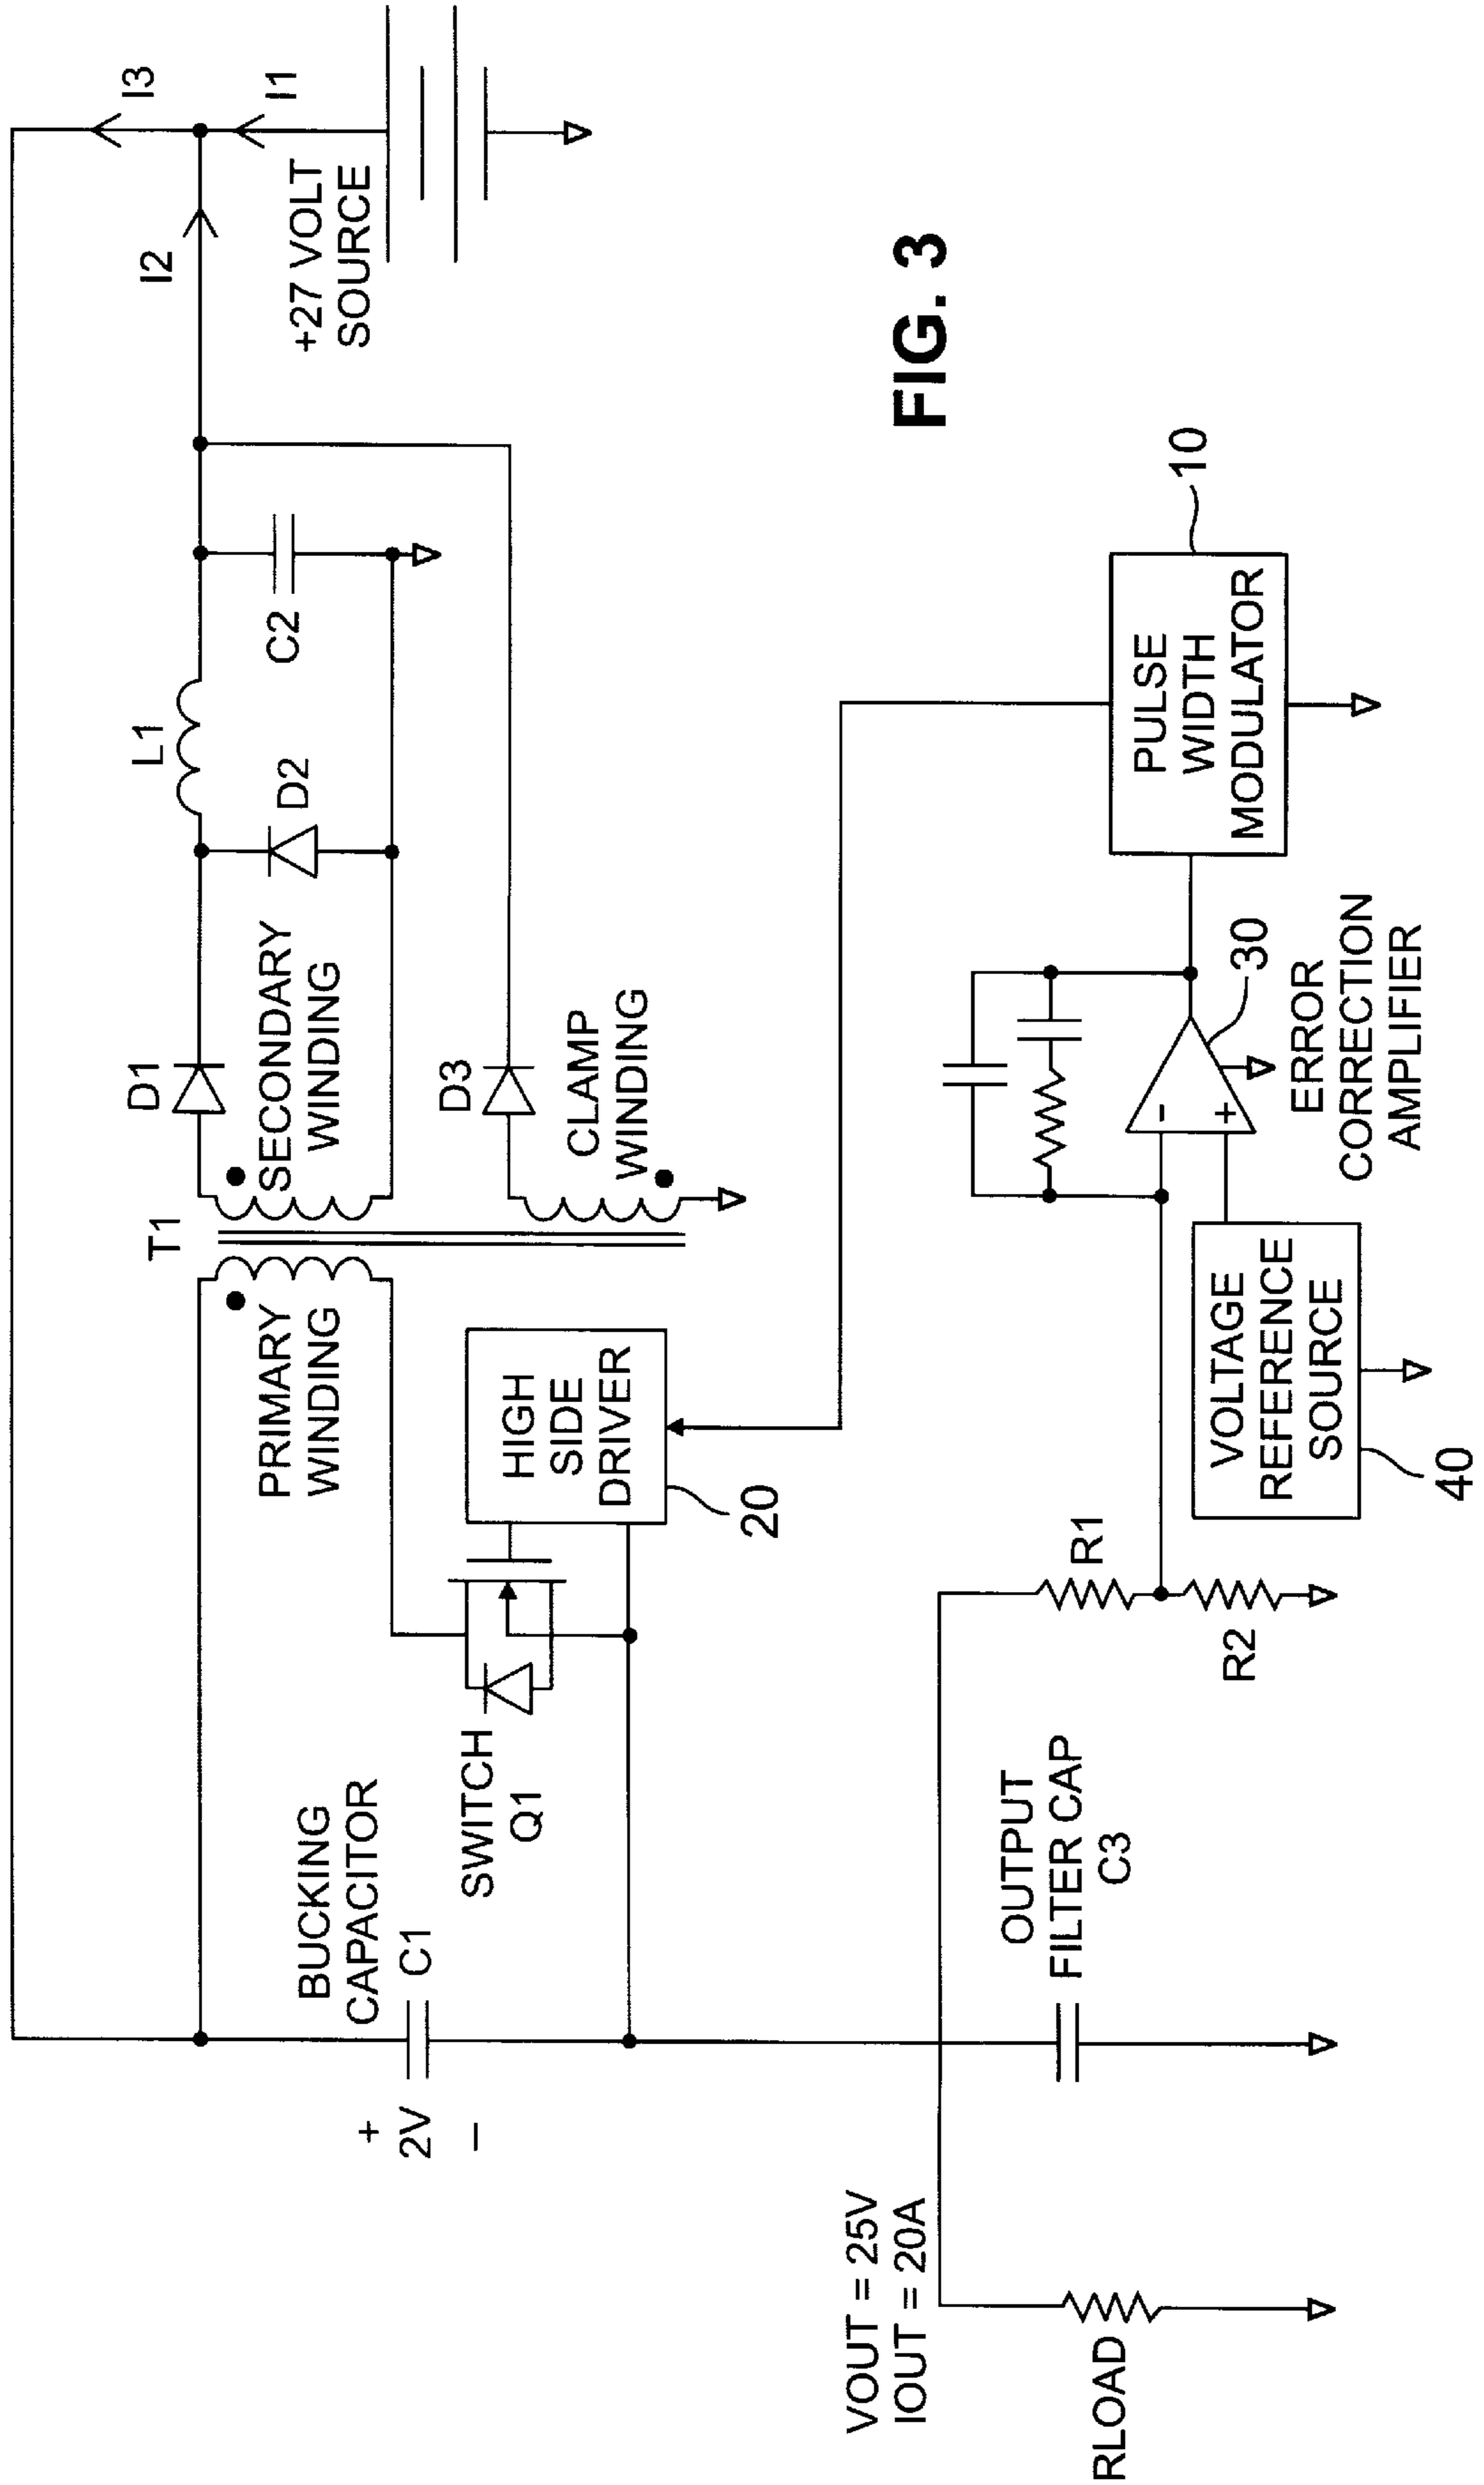 I3
I1
I2
+27 VOLT
SOURCE
L1
D2
C2
D1
T1
SECONDARY
WINDING
PRIMARY
WINDING
D3
CLAMP
WINDING
HIGH
SIDE
DRIVER
20
SWITCH
Q1
BUCKING
CAPACITOR
C1
+
2V
–
VOUT = 25V
IOUT = 20A
RLOAD
OUTPUT
FILTER CAP
C3
R1
R2
VOLTAGE
REFERENCE
SOURCE
40
-
+
30
ERROR
CORRECTION
AMPLIFIER
PULSE
WIDTH
MODULATOR
10
FIG. 3